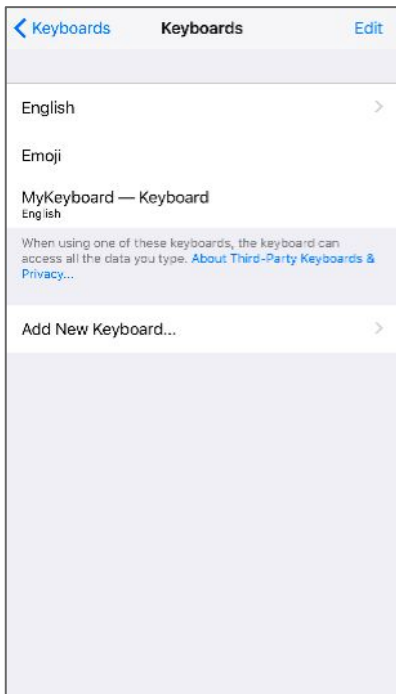 Keyboards Keyboards Edit
English
Emoji
MyKeyboard — Keyboard
English
When using one of these keyboards, the keyboard can
access all the data you type. About Third-Party Keyboards &
Privacy...
Add New Keyboard...